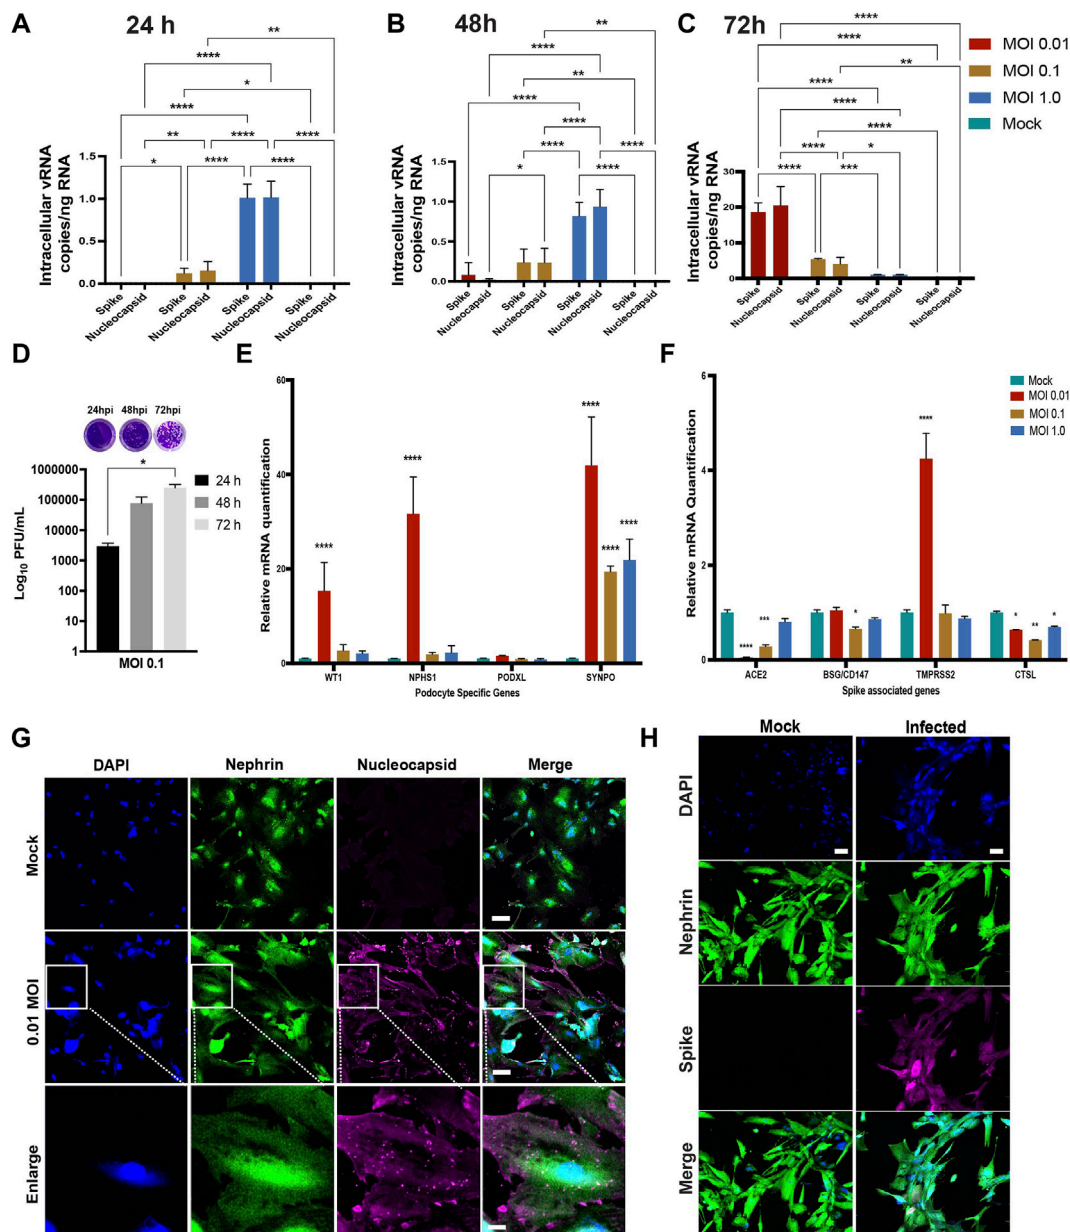 A
24 h
**
****
*
****
**
****
****
*
****
****
Intracellular vRNA
copies/ng RNA
1.5
1.0
0.5
0.0
Spike
Nucleocapsid
Spike
Nucleocapsid
Spike
Nucleocapsid
Spike
Nucleocapsid
B
48h
**
****
**
****
****
****
****
*
****
Intracellular vRNA
copies/ng RNA
1.5
1.0
0.5
0.0
Spike
Nucleocapsid
Spike
Nucleocapsid
Spike
Nucleocapsid
Spike
Nucleocapsid
C
72h
****
****
**
****
****
****
****
*
****
***
Intracellular vRNA
copies/ng RNA
30
20
10
0
Spike
Nucleocapsid
Spike
Nucleocapsid
Spike
Nucleocapsid
Spike
Nucleocapsid
MOI 0.01
MOI 0.1
MOI 1.0
Mock
D
24hpi 48hpi 72hpi
*
Log10 PFU/mL
1000000
100000
10000
1000
100
10
1
MOI 0.1
24 h
48 h
72 h
E
Relative mRNA quantification
60
40
20
0
****
****
****
****
****
WT1
NPHS1
PODXL
SYNPO
Podocyte Specific Genes
F
Relative mRNA Quantification
6
4
2
0
****
***
*
****
*
**
*
ACE2
BSG/CD147
TMPRSS2
CTSL
Spike associated genes
Mock
MOI 0.01
MOI 0.1
MOI 1.0
G
DAPI
Nephrin
Nucleocapsid
Merge
Mock
0.01 MOI
Enlarge
H
Mock
Infected
DAPI
Nephrin
Spike
Merge